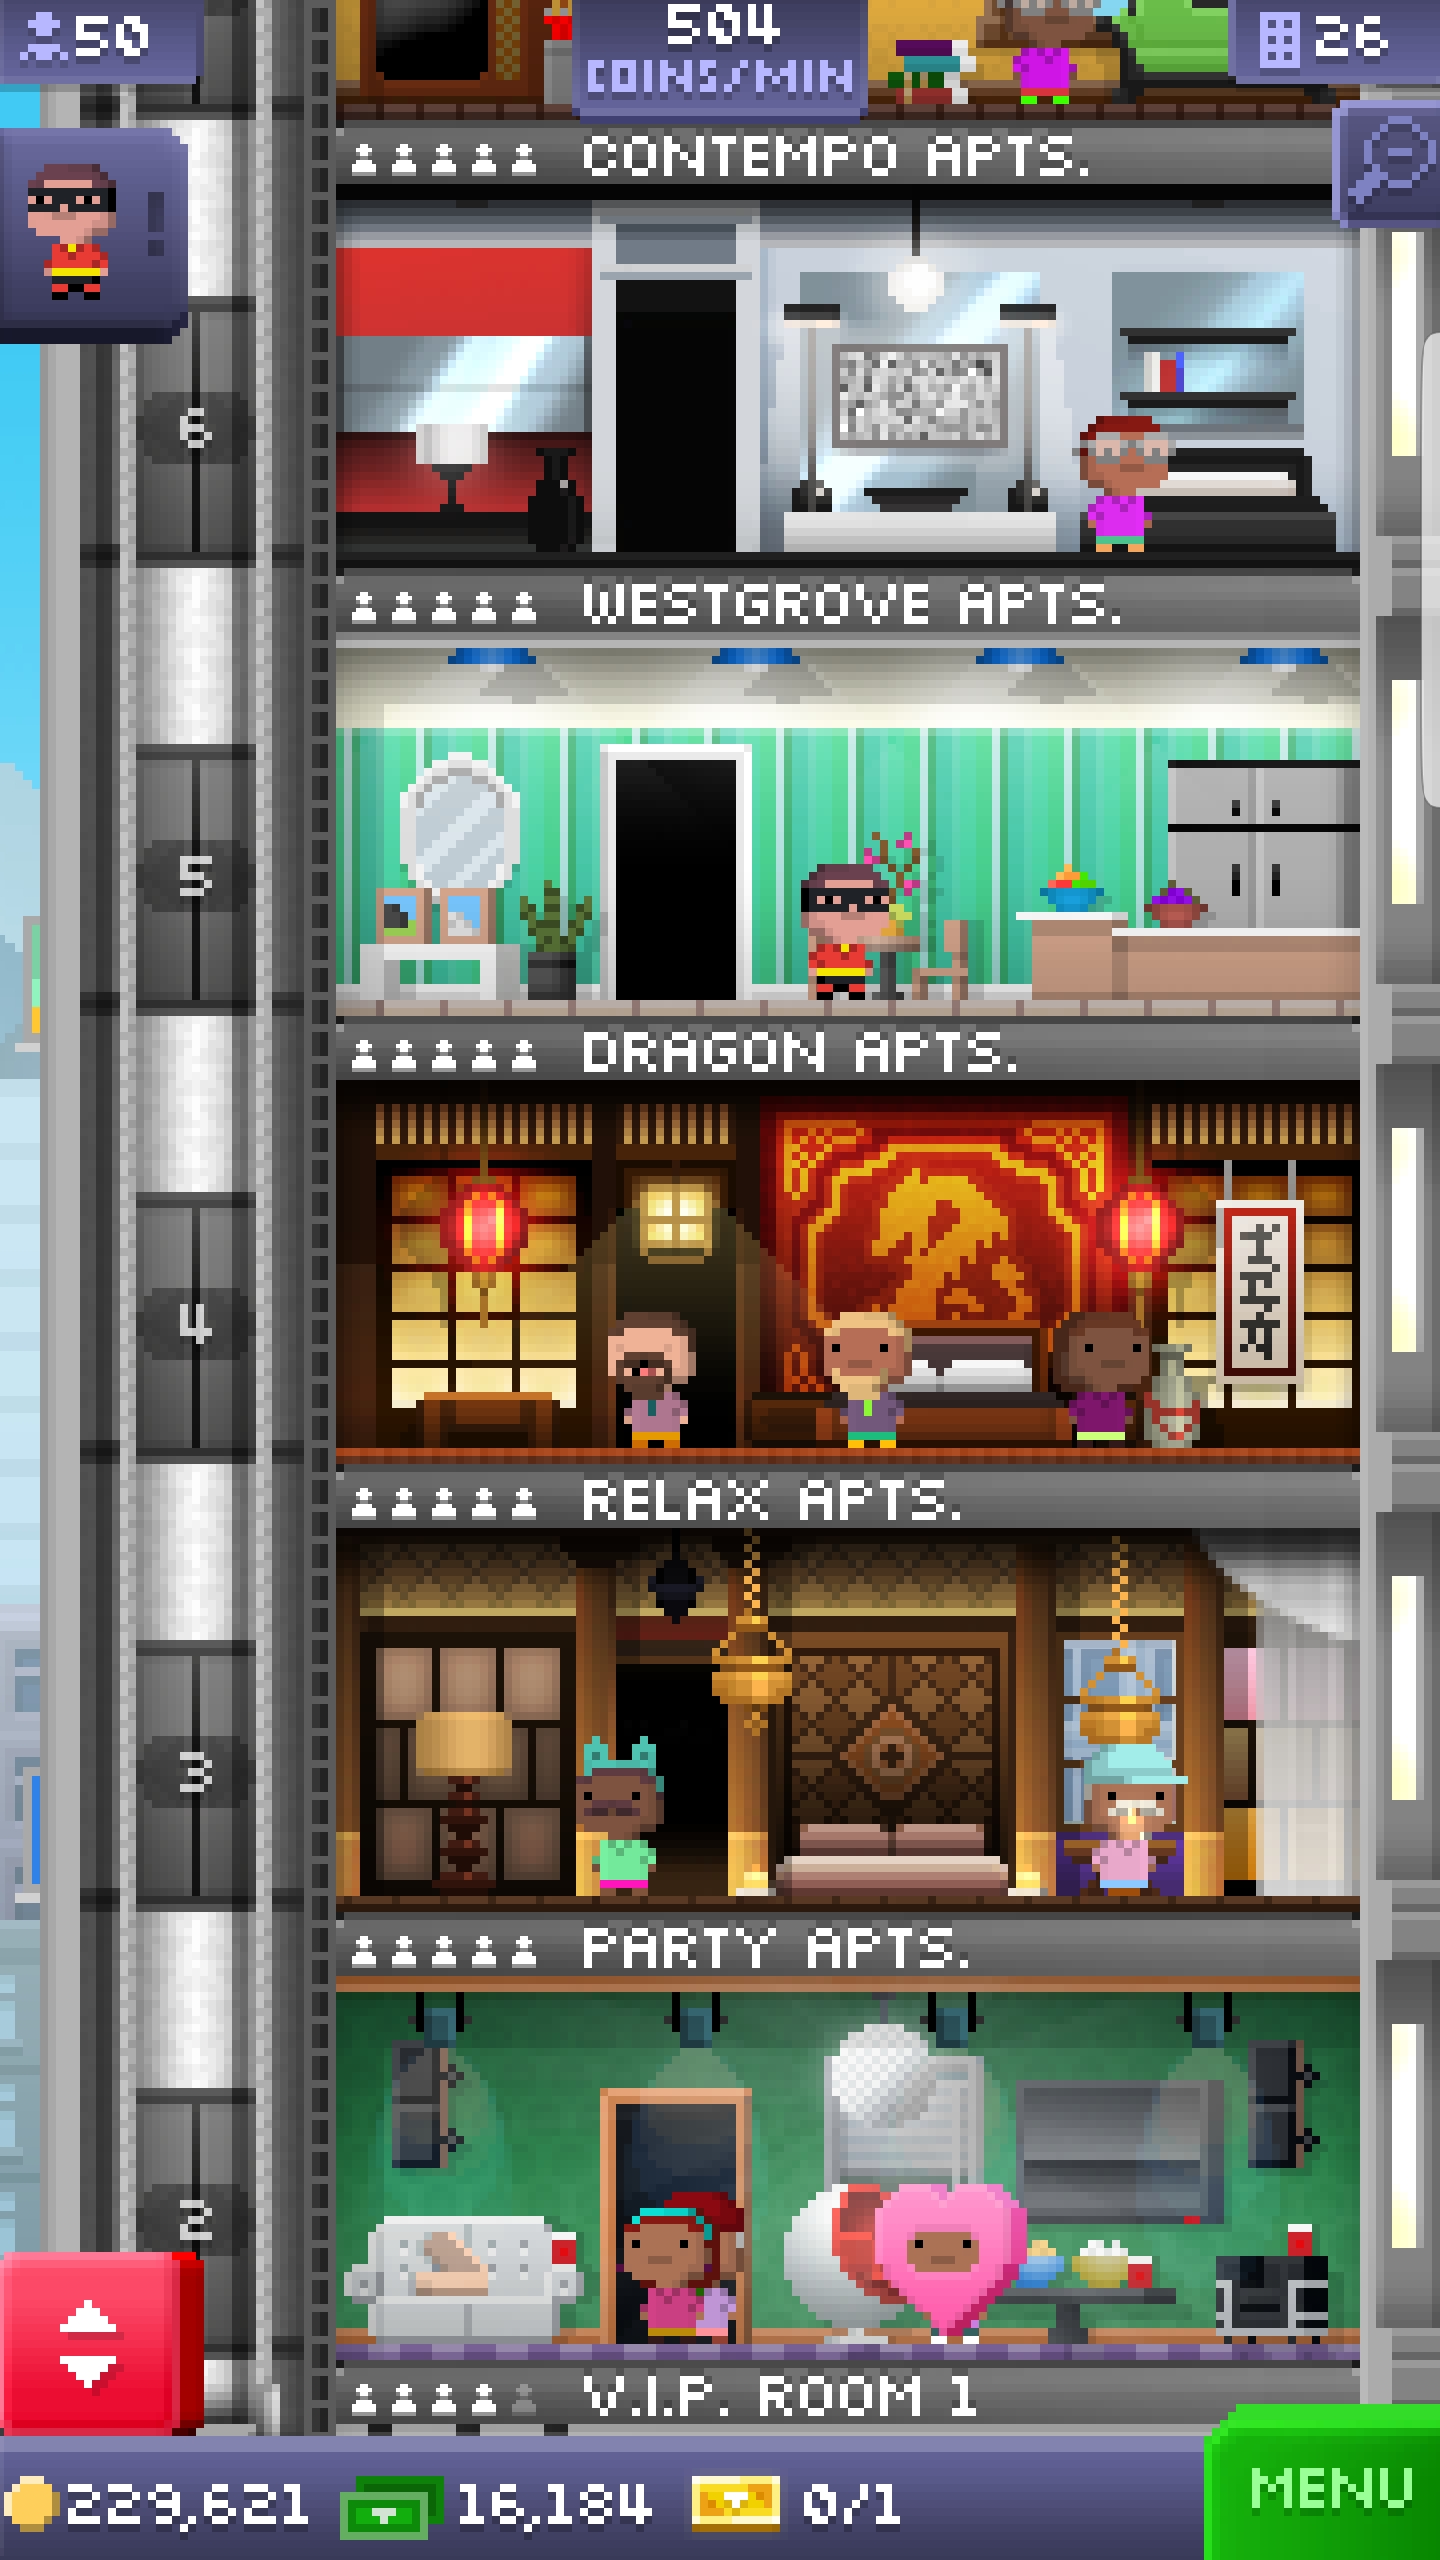 50
504
COINS/MIN
26
CONTEMPO APTS.
6
WESTGROVE APTS.
5
DRAGON APTS.
4
RELAX APTS.
3
PARTY APTS.
2
V.I.P. ROOM 1
229,621
16,184
0/1
MENU